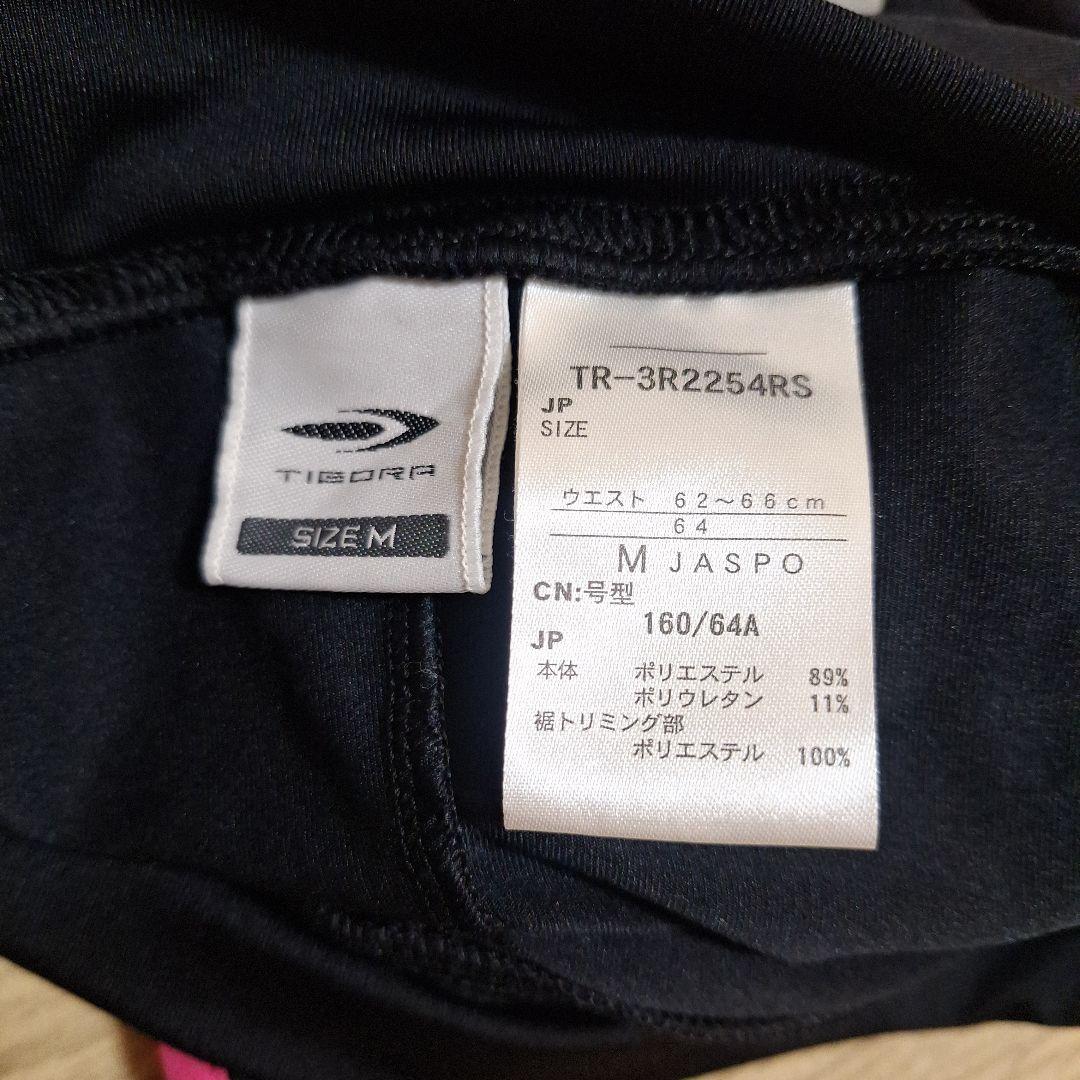 TIGORA
SIZE M
TR-3R2254RS
JP
SIZE
ウエスト 62～66cm
64
M JASPO
CN:号型
160/64A
JP
本体 ポリエステル 89%
ポリウレタン 11%
裾トリミング部
ポリエステル 100%